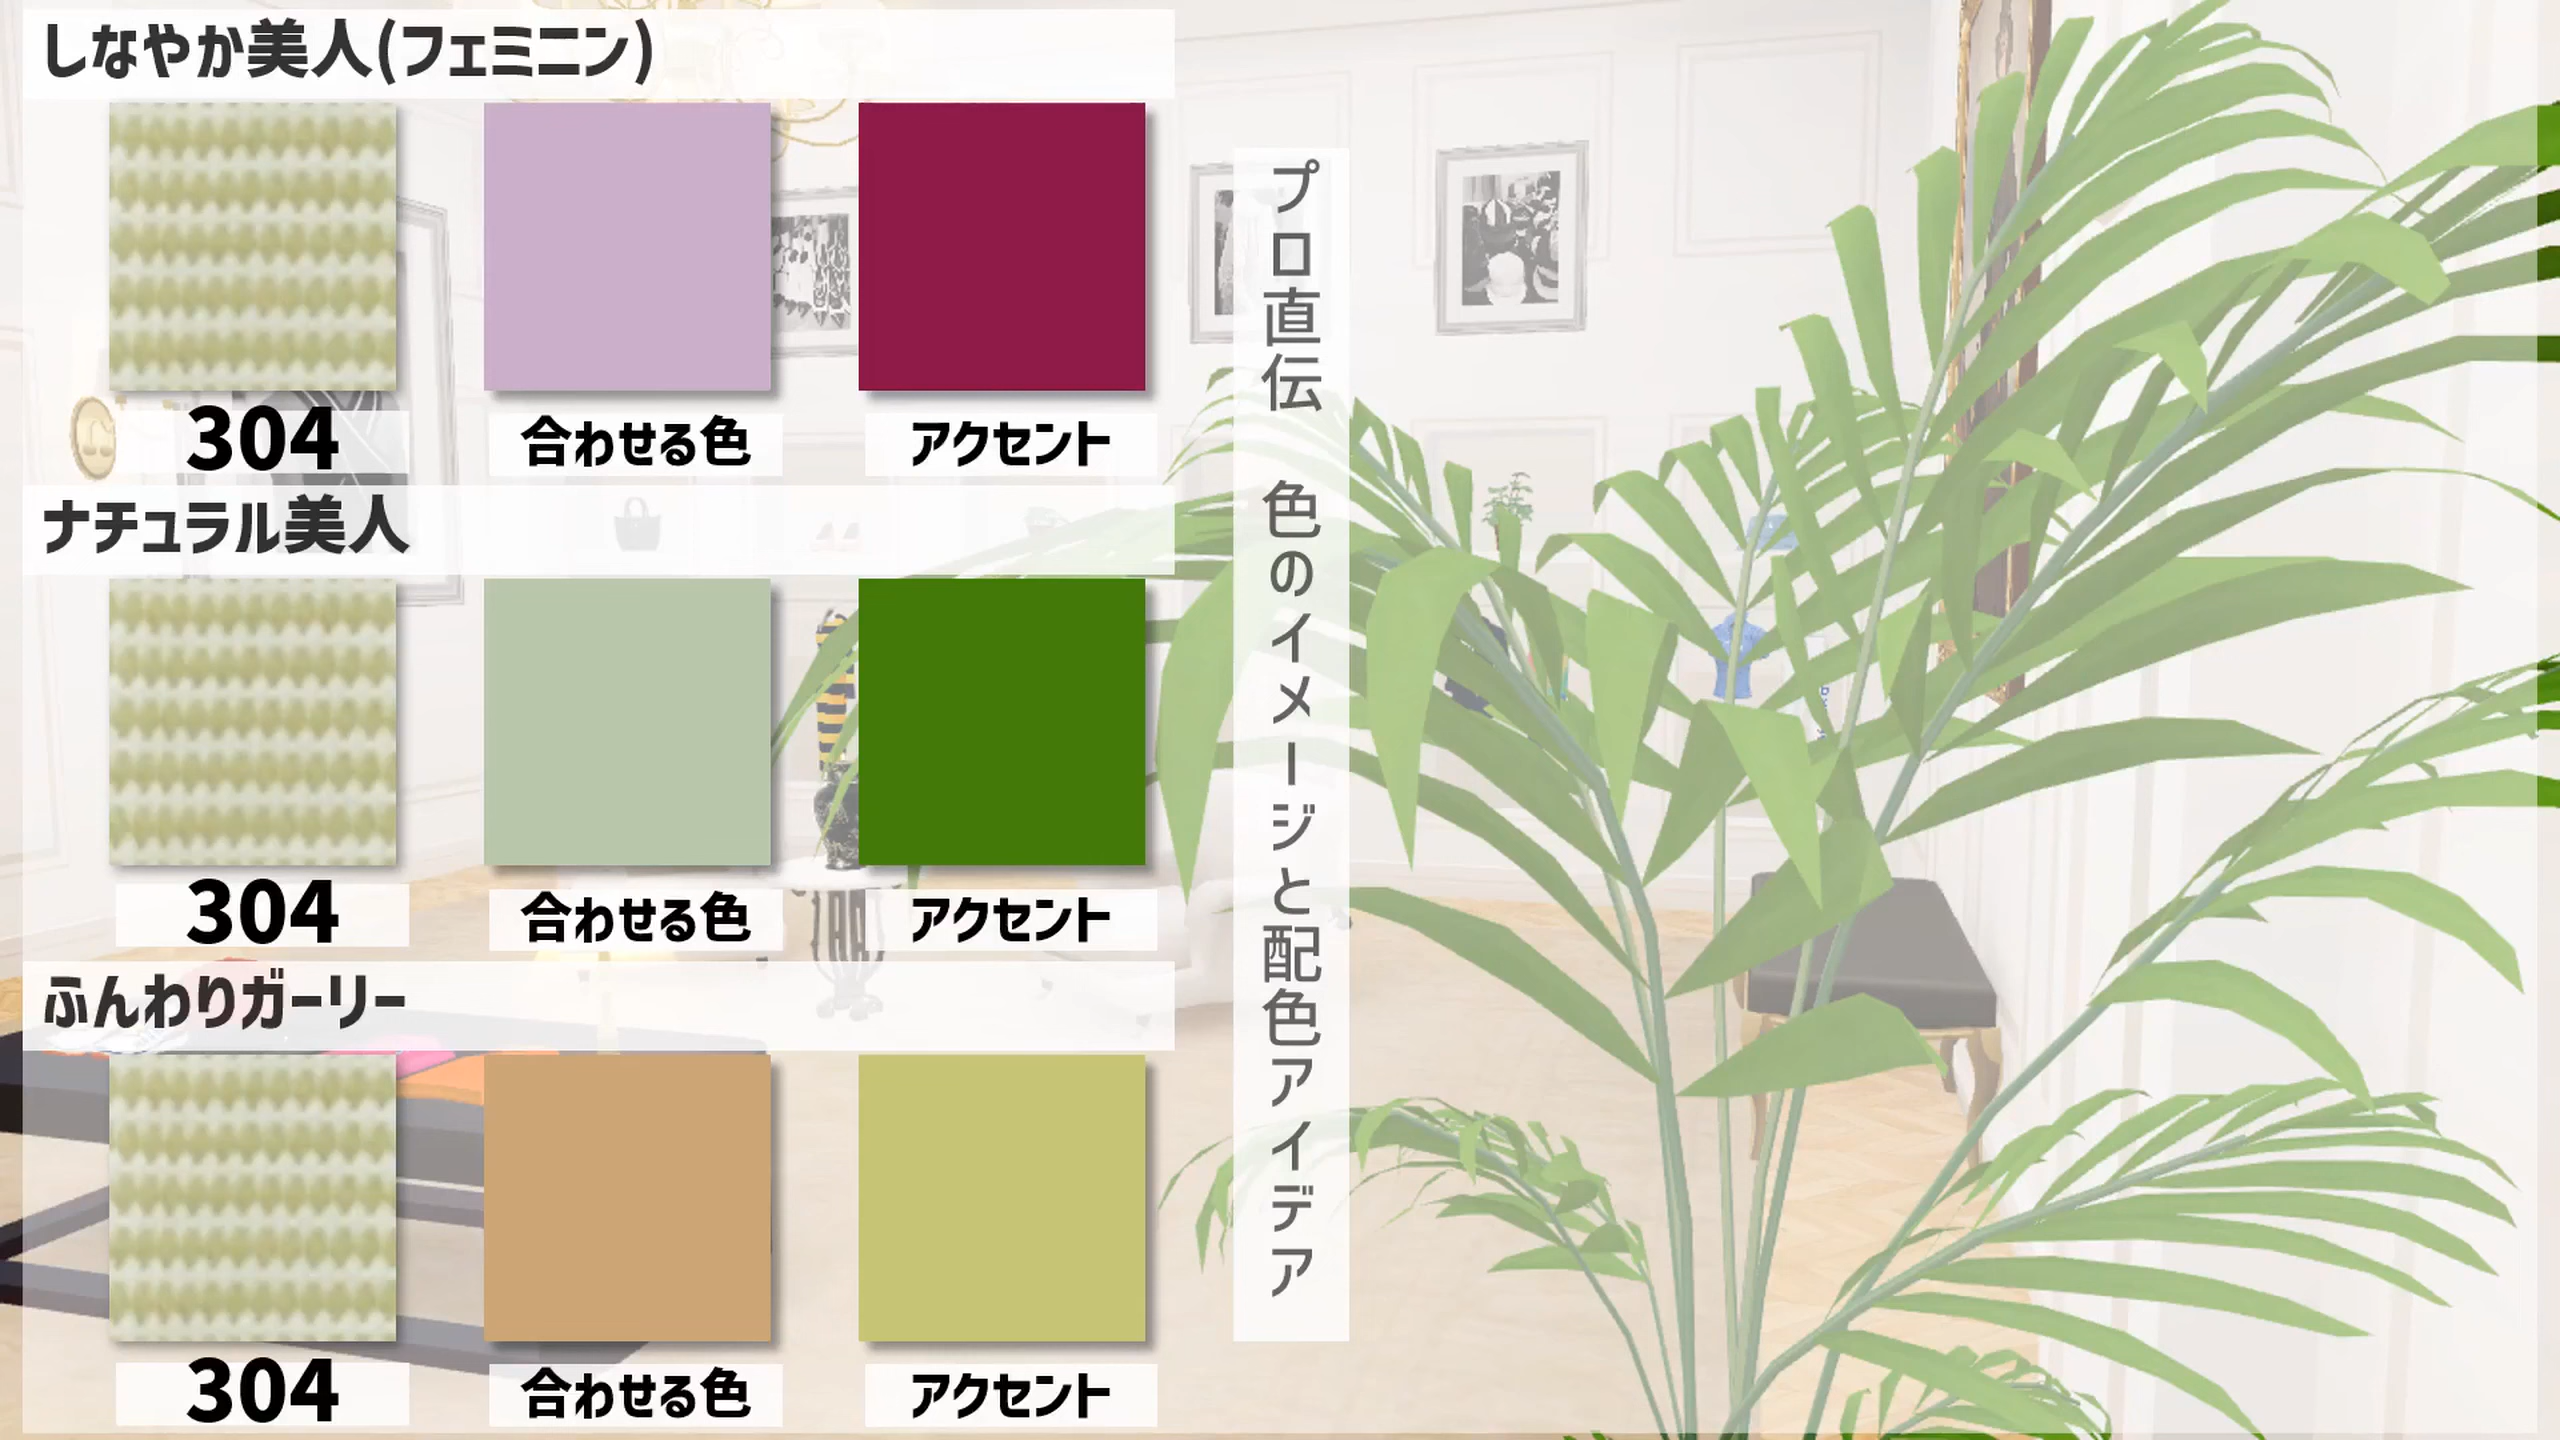 しなやか美人(フェミニン)
304
合わせる色
アクセント
ナチュラル美人
304
合わせる色
アクセント
ふんわりガーリー
304
合わせる色
アクセント
プロ直伝　色のイメージと配色アイデア